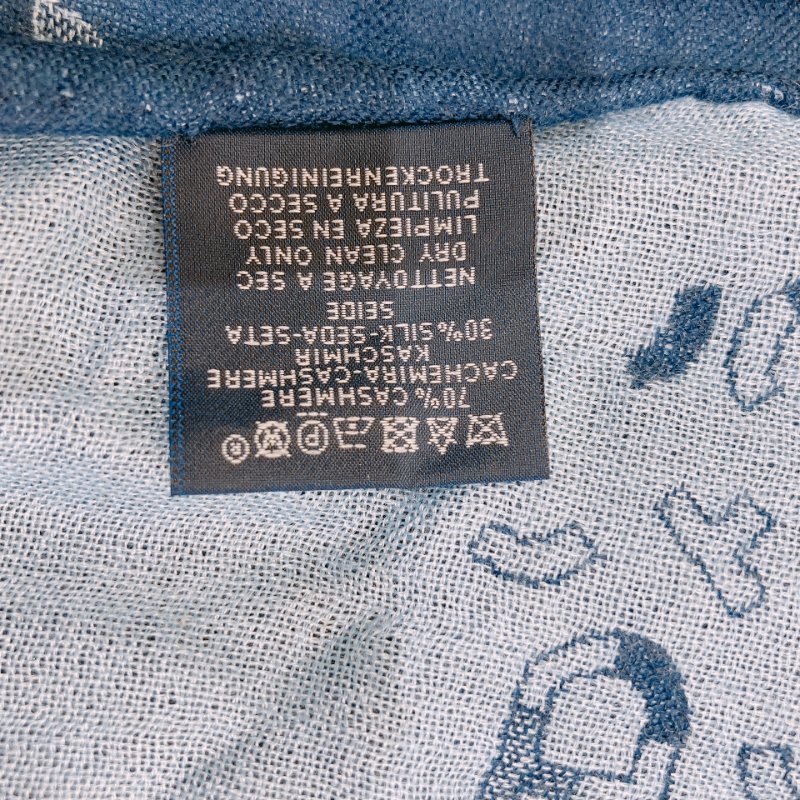 70% CASHMERE
CACHEMIRA-CASHMERE
KASCHMIR
30% SILK-SEDA-SETA
SEIDE
NETTOYAGE A SEC
DRY CLEAN ONLY
LIMPIEZA EN SECO
PULITURA A SECCO
TROCKENREINIGUNG